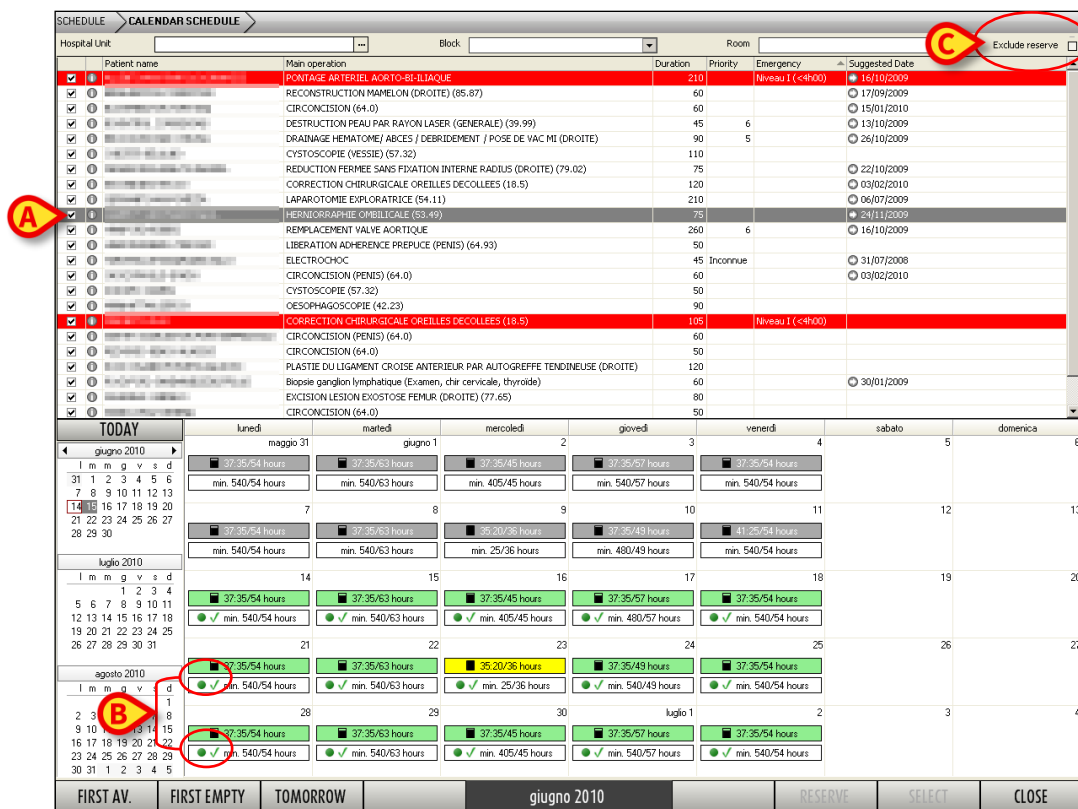 SCHEDULE CALENDAR SCHEDULE
Hospital Unit ... Block Room Exclude reserve
C
Patient name Main operation Duration Priority Emergency Suggested Date
PONTAGE ARTERIEL AORTO-BI-ILIAQUE 210 Niveau I (<4h00) 16/10/2009
RECONSTRUCTION MAMELON (DROITE) (85.87) 60 17/09/2009
CIRCONCISION (64.0) 60 15/01/2010
DESTRUCTION PEAU PAR RAYON LASER (GENERALE) (39.99) 45 6 13/10/2009
DRAINAGE HEMATOME/ ABCES / DEBRIDEMENT / POSE DE VAC MI (DROITE) 90 5 26/10/2009
CYSTOSCOPIE (VESSIE) (57.32) 110
REDUCTION FERMEE SANS FIXATION INTERNE RADIUS (DROITE) (79.02) 75 22/10/2009
CORRECTION CHIRURGICALE OREILLES DECOLLEES (18.5) 120 03/02/2010
LAPAROTOMIE EXPLORATRICE (54.11) 210 06/07/2009
A
HERNIORRAPHIE OMBILICALE (53.49) 75 24/11/2009
REMPLACEMENT VALVE AORTIQUE 260 6 16/10/2009
LIBERATION ADHERENCE PREPUCE (PENIS) (64.93) 50
ELECTROCHOC 45 Inconnue 31/07/2008
CIRCONCISION (PENIS) (64.0) 60 03/02/2010
CYSTOSCOPIE (57.32) 50
OESOPHAGOSCOPIE (42.23) 90
CORRECTION CHIRURGICALE OREILLES DECOLLEES (18.5) 105 Niveau I (<4h00)
CIRCONCISION (PENIS) (64.0) 60
CIRCONCISION (64.0) 50
PLASTIE DU LIGAMENT CROISE ANTERIEUR PAR AUTOGREFFE TENDINEUSE (DROITE) 120
Biopsie ganglion lymphatique (Examen, chir cervicale, thyroïde) 60 30/01/2009
EXCISION LESION EXOSTOSE FEMUR (DROITE) (77.65) 80
CIRCONCISION (64.0) 50
TODAY
giugno 2010
l m m g v s d
31 1 2 3 4 5 6
7 8 9 10 11 12 13
14 15 16 17 18 19 20
21 22 23 24 25 26 27
28 29 30
luglio 2010
l m m g v s d
1 2 3 4
5 6 7 8 9 10 11
12 13 14 15 16 17 18
19 20 21 22 23 24 25
26 27 28 29 30 31
agosto 2010
l m m g v s d
1
2 3 8
B
9 10 13 14 15
16 17 18 19 20 21 22
23 24 25 26 27 28 29
30 31 1 2 3 4 5
lunedì martedì mercoledì giovedì venerdì sabato domenica
maggio 31 giugno 1 2 3 4 5 6
37:35/54 hours 37:35/63 hours 37:35/45 hours 37:35/57 hours 37:35/54 hours
min. 540/54 hours min. 540/63 hours min. 405/45 hours min. 540/57 hours min. 540/54 hours
7 8 9 10 11 12 13
37:35/54 hours 37:35/63 hours 35:20/36 hours 37:35/49 hours 41:25/54 hours
min. 540/54 hours min. 540/63 hours min. 25/36 hours min. 480/49 hours min. 540/54 hours
14 15 16 17 18 19 20
37:35/54 hours 37:35/63 hours 37:35/45 hours 37:35/57 hours 37:35/54 hours
min. 540/54 hours min. 540/63 hours min. 405/45 hours min. 480/57 hours min. 540/54 hours
21 22 23 24 25 26 27
37:35/54 hours 37:35/63 hours 35:20/36 hours 37:35/49 hours 37:35/54 hours
min. 540/54 hours min. 540/63 hours min. 25/36 hours min. 540/49 hours min. 540/54 hours
28 29 30 luglio 1 2 3 4
37:35/54 hours 37:35/63 hours 37:35/45 hours 37:35/57 hours 37:35/54 hours
min. 540/54 hours min. 540/63 hours min. 405/45 hours min. 540/57 hours min. 540/54 hours
FIRST AV. FIRST EMPTY TOMORROW giugno 2010 RESERVE SELECT CLOSE